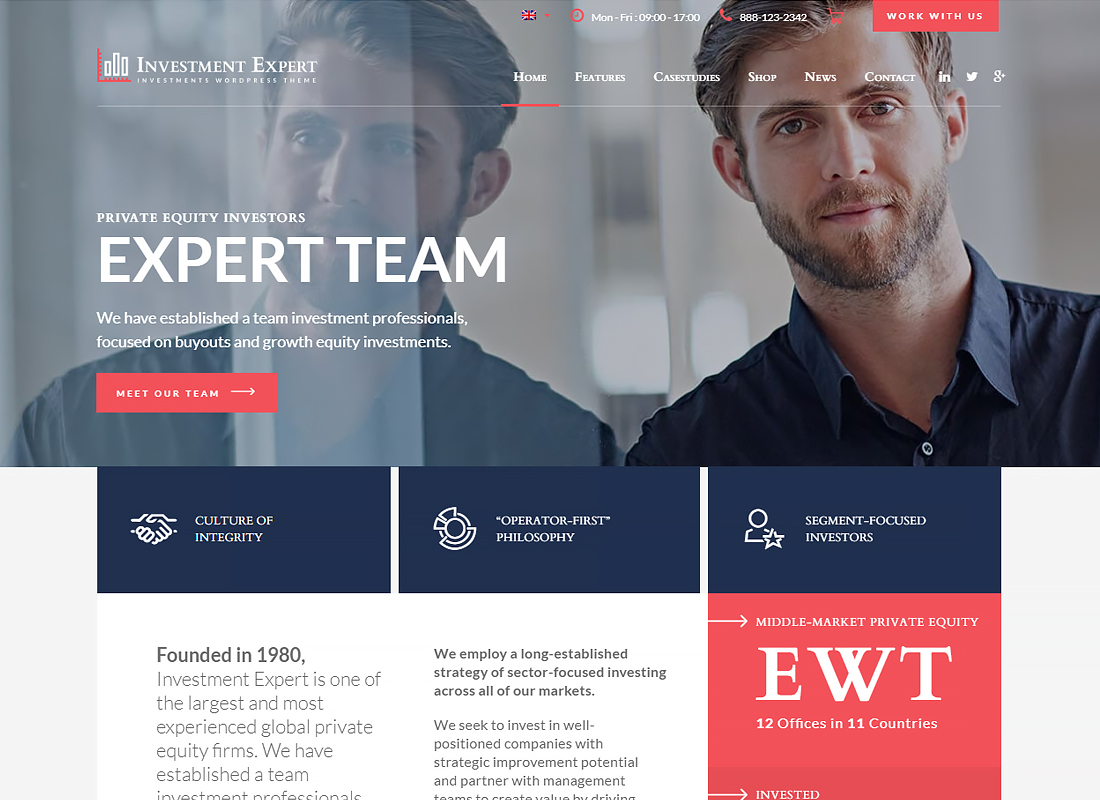 Mon - Fri : 09:00 - 17:00
888-123-2342
WORK WITH US
INVESTMENT EXPERT
INVESTMENTS WORDPRESS THEME
HOME
FEATURES
CASESTUDIES
SHOP
NEWS
CONTACT
PRIVATE EQUITY INVESTORS
EXPERT TEAM
We have established a team investment professionals,
focused on buyouts and growth equity investments.
MEET OUR TEAM
CULTURE OF
INTEGRITY
“OPERATOR-FIRST”
PHILOSOPHY
SEGMENT-FOCUSED
INVESTORS
Founded in 1980,
Investment Expert is one of
the largest and most
experienced global private
equity firms. We have
established a team
investment professionals
We employ a long-established
strategy of sector-focused investing
across all of our markets.
We seek to invest in well-
positioned companies with
strategic improvement potential
and partner with management
teams to create value by driving
MIDDLE-MARKET PRIVATE EQUITY
EWT
12 Offices in 11 Countries
INVESTED